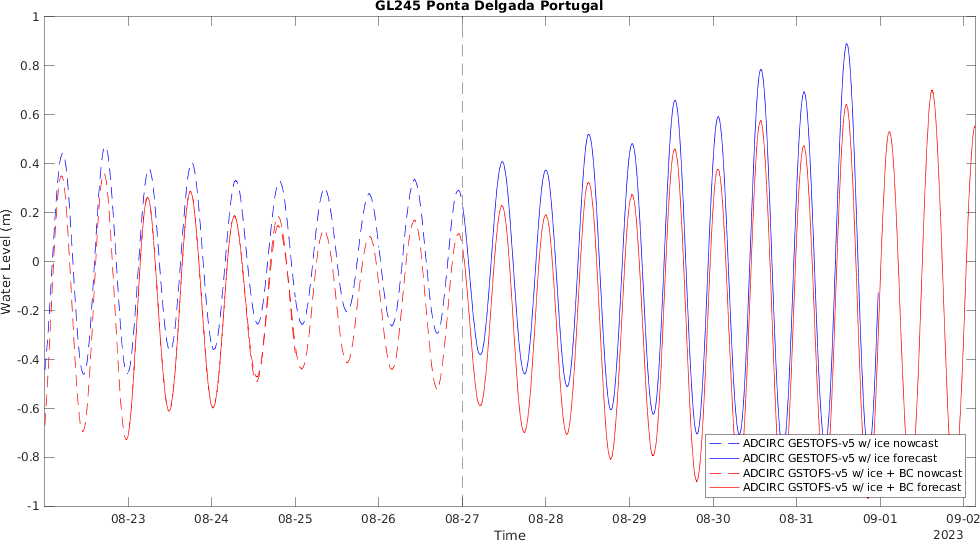 GL245 Ponta Delgada Portugal
1
0.8
0.6
0.4
0.2
0
-0.2
-0.4
-0.6
-0.8
-1
Water Level (m)
ADCIRC GESTOFS-v5 w/ ice nowcast
ADCIRC GESTOFS-v5 w/ ice forecast
ADCIRC GSTOFS-v5 w/ ice + BC nowcast
ADCIRC GSTOFS-v5 w/ ice + BC forecast
08-23 08-24 08-25 08-26 08-27 08-28 08-29 08-30 08-31 09-01 09-02
Time
2023